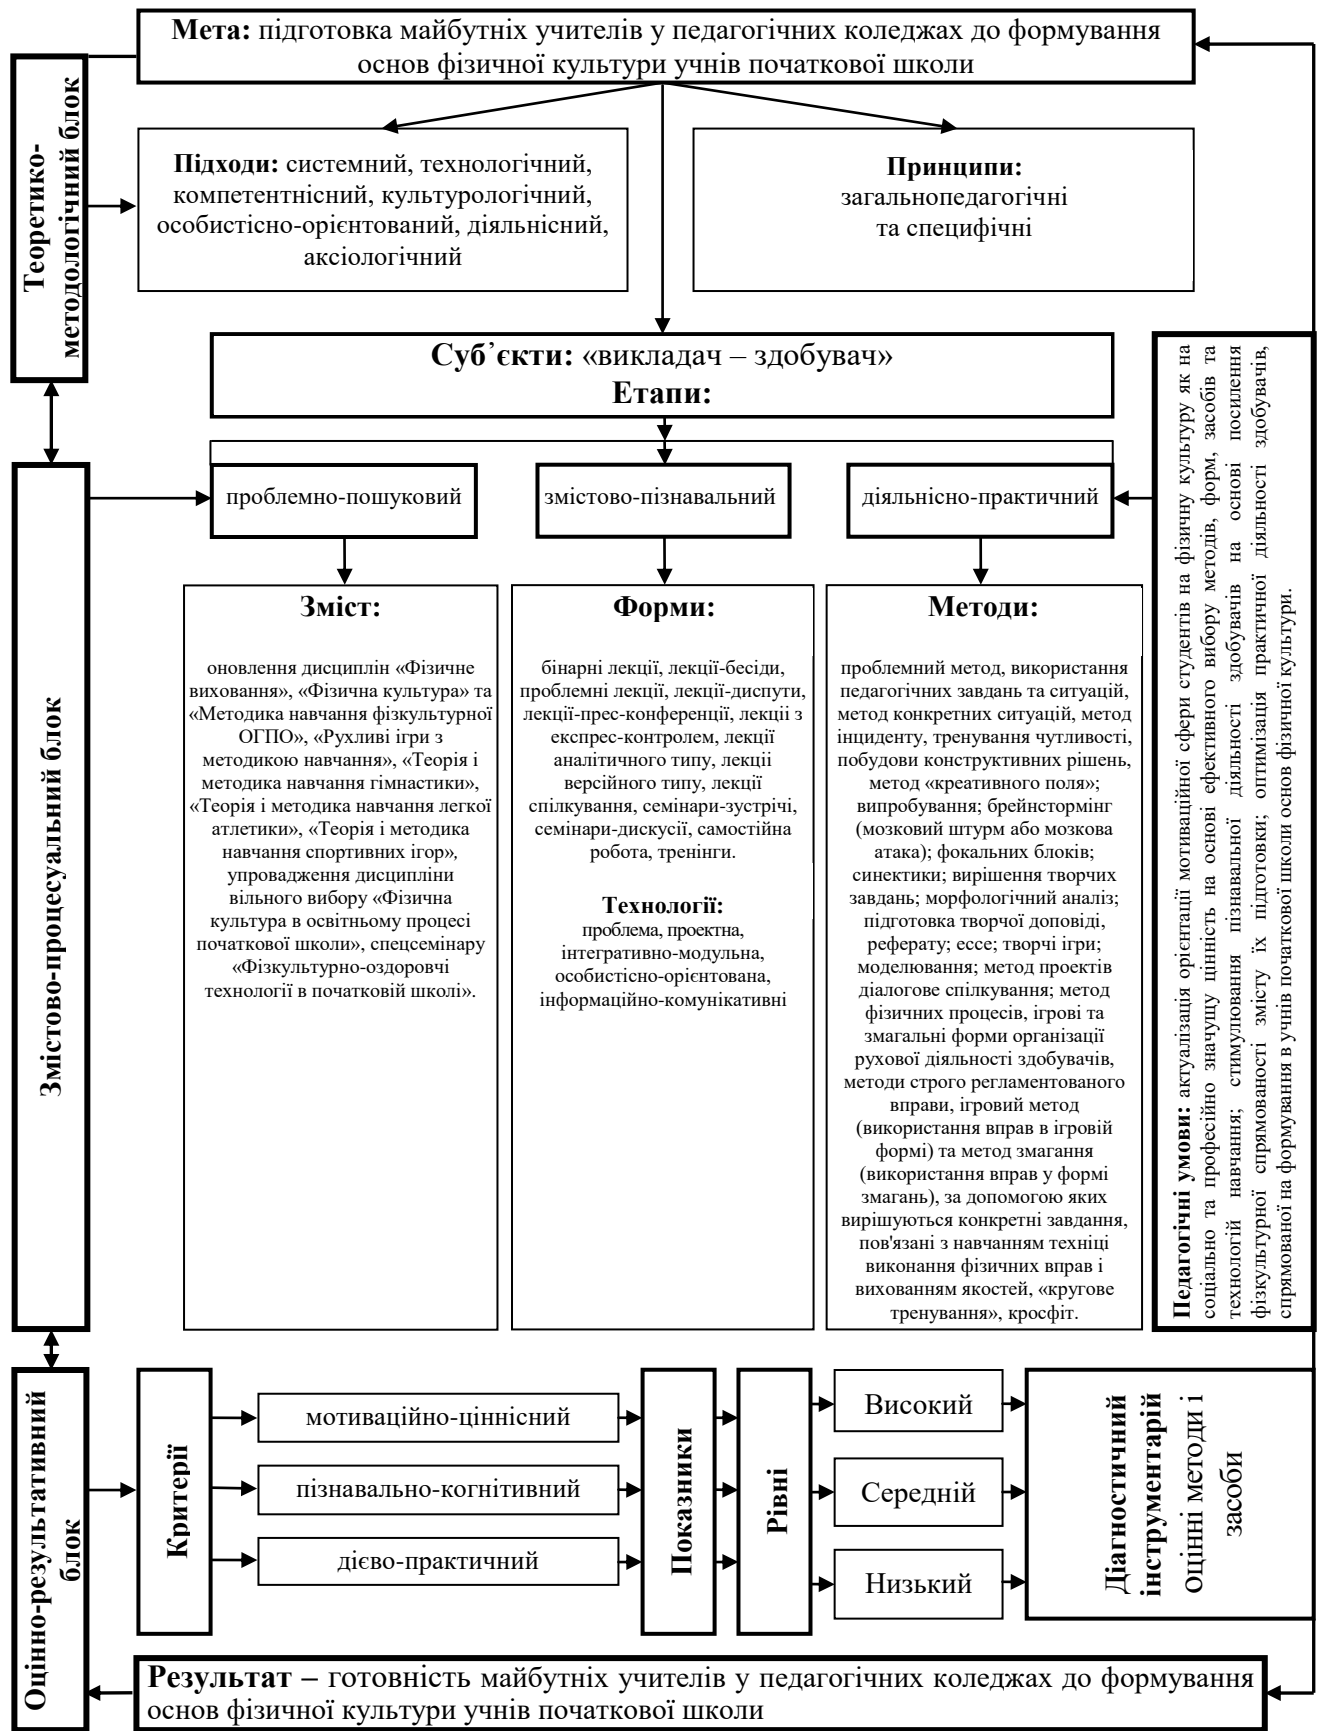 Мета: підготовка майбутніх учителів у педагогічних коледжах до формування
основ фізичної культури учнів початкової школи
Теоретико-
методологічний блок
Підходи: системний, технологічний,
компетентнісний, культурологічний,
особистісно-орієнтований, діяльнісний,
аксіологічний
Принципи:
загальнопедагогічні
та специфічні
Суб᾽єкти: «викладач – здобувач»
Етапи:
Змістово-процесуальний блок
проблемно-пошуковий
змістово-пізнавальний
діяльнісно-практичний
Зміст:
оновлення дисциплін «Фізичне
виховання», «Фізична культура» та
«Методика навчання фізкультурної
ОГПО», «Рухливі ігри з
методикою навчання», «Теорія і
методика навчання гімнастики»,
«Теорія і методика навчання легкої
атлетики», «Теорія і методика
навчання спортивних ігор»,
упровадження дисципліни
вільного вибору «Фізична
культура в освітньому процесі
початкової школи», спецсемінару
«Фізкультурно-оздоровчі
технології в початковій школі».
Форми:
бінарні лекції, лекції-бесіди,
проблемні лекції, лекції-диспути,
лекції-прес-конференції, лекціі з
експрес-контролем, лекції
аналітичного типу, лекціі
версійного типу, лекції
спілкування, семінари-зустрічі,
семінари-дискусії, самостійна
робота, тренінги.
Технології:
проблема, проектна,
інтегративно-модульна,
особистісно-орієнтована,
інформаційно-комунікативні
Методи:
проблемний метод, використання
педагогічних завдань та ситуацій,
метод конкретних ситуацій, метод
інциденту, тренування чутливості,
побудови конструктивних рішень,
метод «креативного поля»;
випробування; брейнстормінг
(мозковий штурм або мозкова
атака); фокальних блоків;
синектики; вирішення творчих
завдань; морфологічний аналіз;
підготовка творчої доповіді,
реферату; ессе; творчі ігри;
моделювання; метод проектів
діалогове спілкування; метод
фізичних процесів, ігрові та
змагальні форми організації
рухової діяльності здобувачів,
методи строго регламентованого
вправи, ігровий метод
(використання вправ в ігровій
формі) та метод змагання
(використання вправ у формі
змагань), за допомогою яких
вирішуються конкретні завдання,
пов'язані з навчанням техніці
виконання фізичних вправ і
вихованням якостей, «кругове
тренування», кросфіт.
Педагогічні умови: актуалізація орієнтації мотиваційної сфери студентів на фізичну культуру як на
соціально та професійно значущу цінність на основі ефективного вибору методів, форм, засобів та
технологій навчання; стимулювання пізнавальної діяльності здобувачів на основі посилення
фізкультурної спрямованості змісту їх підготовки; оптимізація практичної діяльності здобувачів,
спрямованої на формування в учнів початкової школи основ фізичної культури.
Оцінно-результативний
блок
Критерії
мотиваційно-ціннісний
пізнавально-когнітивний
дієво-практичний
Показники
Рівні
Високий
Середній
Низький
Діагностичний
інструментарій
Оцінні методи і
засоби
Результат – готовність майбутніх учителів у педагогічних коледжах до формування
основ фізичної культури учнів початкової школи